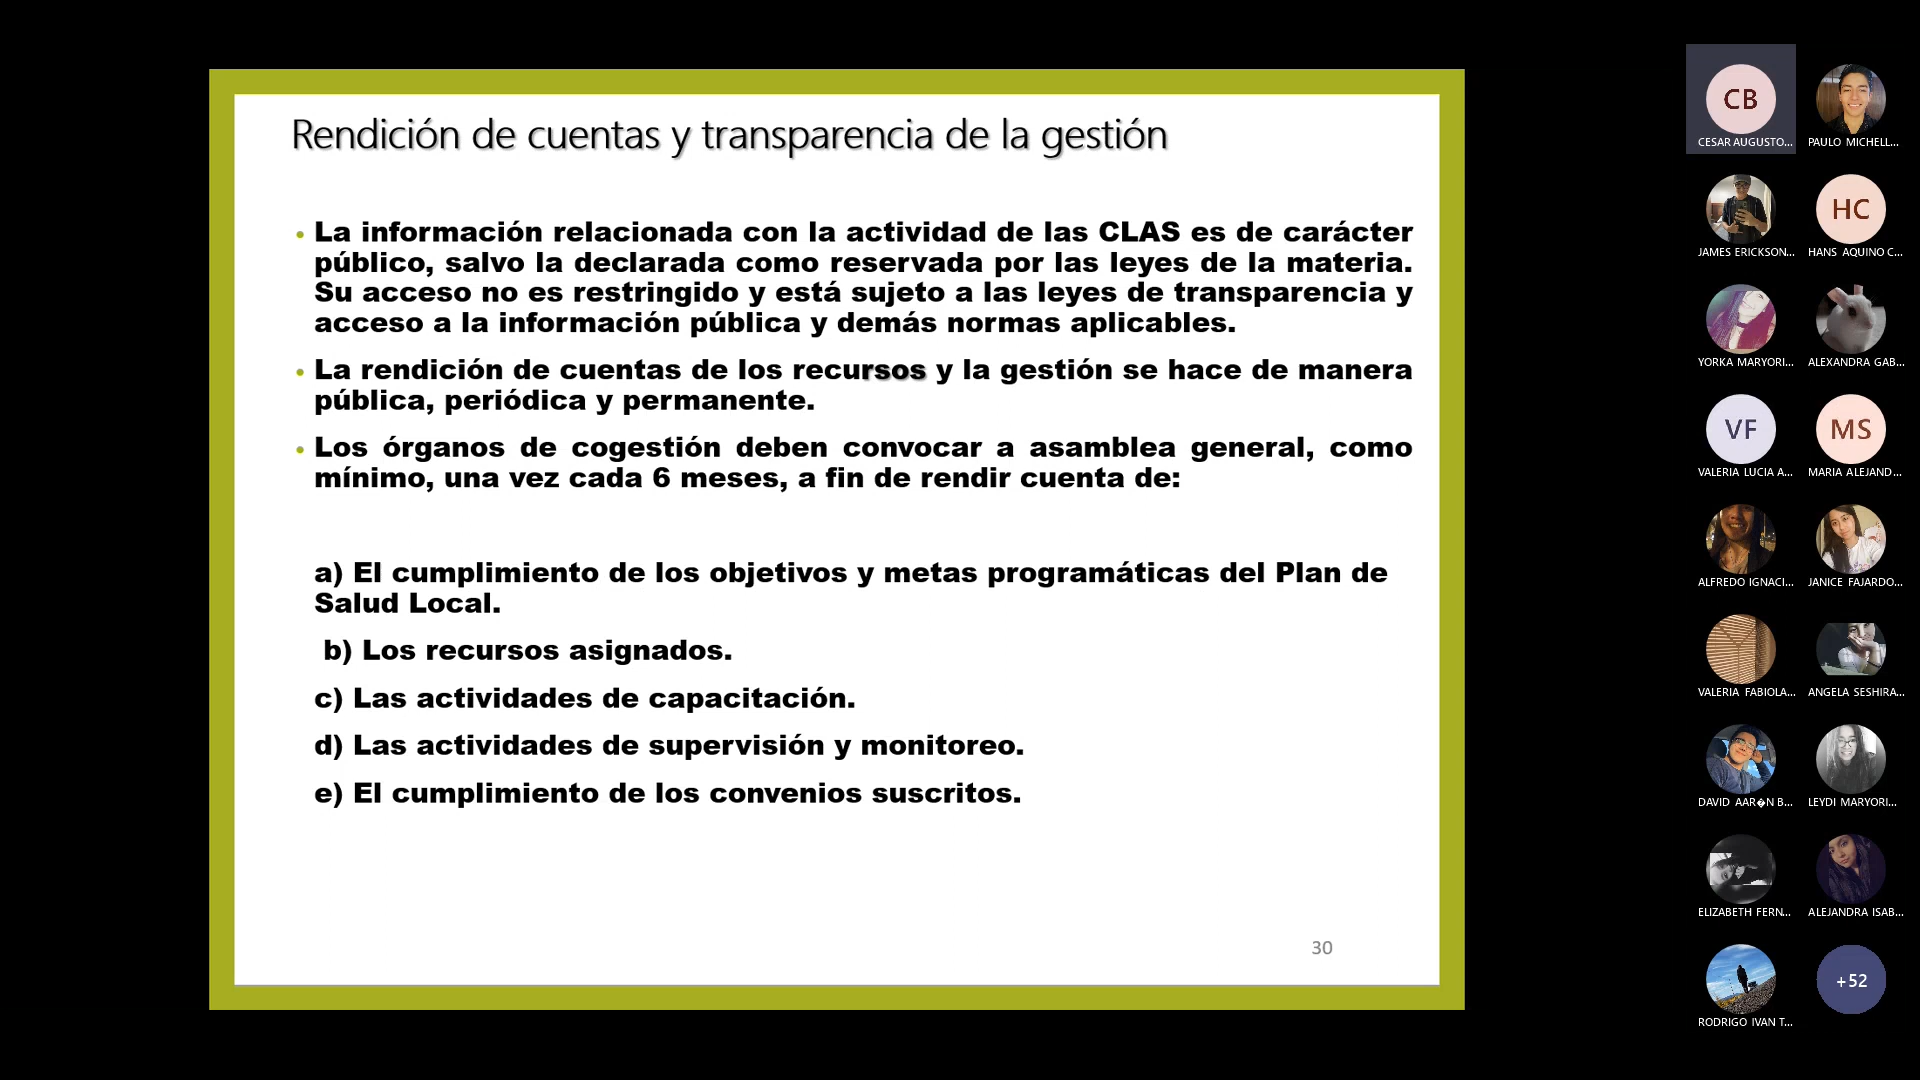 Rendición de cuentas y transparencia de la gestión
• La información relacionada con la actividad de las CLAS es de carácter
público, salvo la declarada como reservada por las leyes de la materia.
Su acceso no es restringido y está sujeto a las leyes de transparencia y
acceso a la información pública y demás normas aplicables.
• La rendición de cuentas de los recursos y la gestión se hace de manera
pública, periódica y permanente.
• Los órganos de cogestión deben convocar a asamblea general, como
mínimo, una vez cada 6 meses, a fin de rendir cuenta de:
a) El cumplimiento de los objetivos y metas programáticas del Plan de
Salud Local.
b) Los recursos asignados.
c) Las actividades de capacitación.
d) Las actividades de supervisión y monitoreo.
e) El cumplimiento de los convenios suscritos.
30
CB
CESAR AUGUSTO...
PAULO MICHELL...
JAMES ERICKSON...
HC
HANS AQUINO C...
YORKA MARYORI...
ALEXANDRA GAB...
VF
VALERIA LUCIA A...
MS
MARIA ALEJAND...
ALFREDO IGNACI...
JANICE FAJARDO...
VALERIA FABIOLA...
ANGELA SESHIRA...
DAVID AAR�N B...
LEYDI MARYORI...
ELIZABETH FERN...
ALEJANDRA ISAB...
RODRIGO IVAN T...
+52